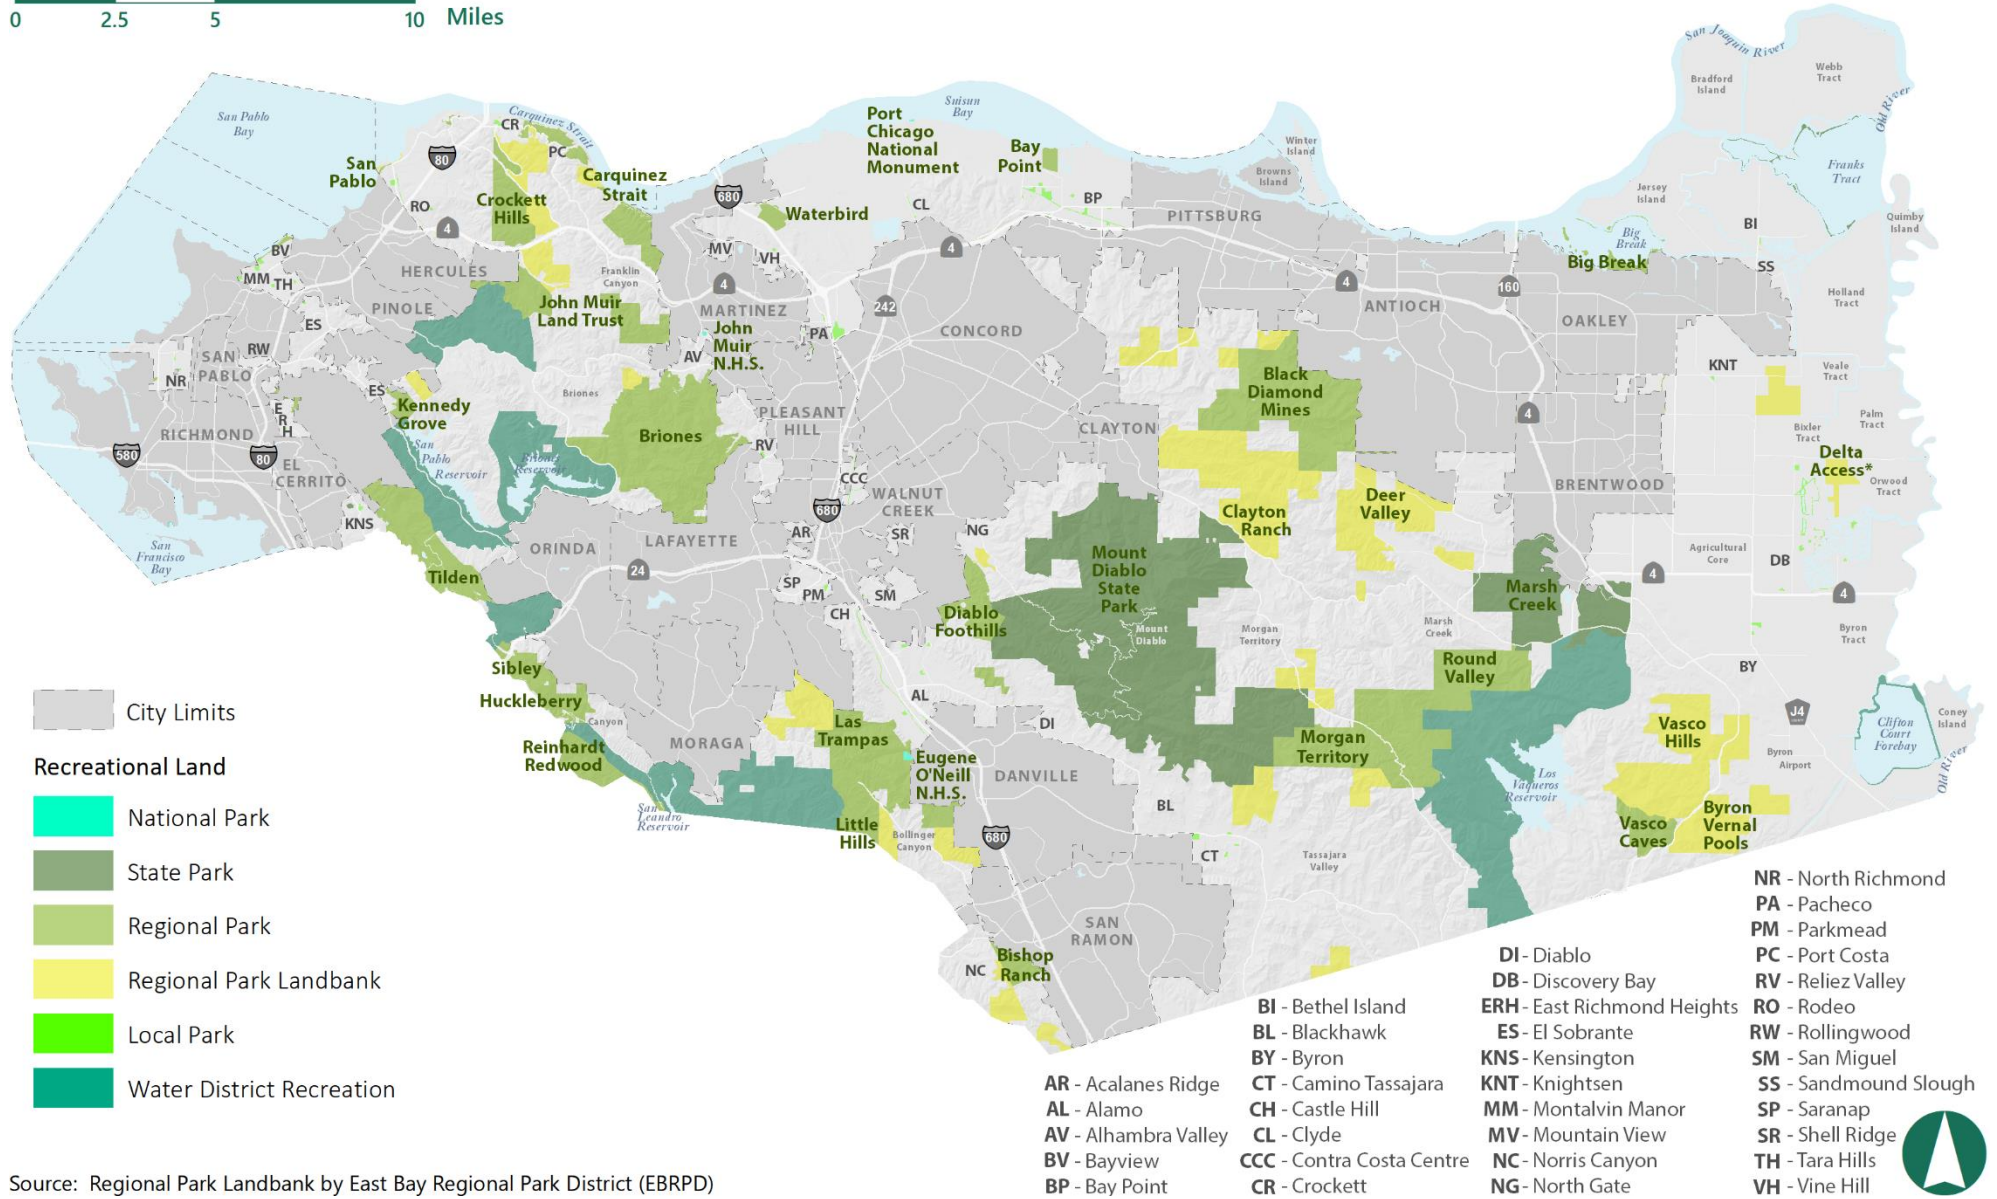 0 2.5 5 10 Miles
San Joaquin River
Webb
Tract
Bradford
Island
Old River
San Pablo
Bay
Carquinez Strait
CR
PC
80
Suisun
Bay
Port
Chicago
National
Monument
Bay
Point
Winter
Island
Browns
Island
Franks
Tract
San
Pablo
Carquinez
Strait
Crockett
Hills
RO
4
680
Waterbird
CL
BP
PITTSBURG
Jersey
Island
BI
Quimby
Island
BV
MM TH
HERCULES
Franklin
Canyon
MV
VH
4
4
Big
Break
Big Break
SS
PINOLE
John Muir
Land Trust
MARTINEZ
242
4
ANTIOCH
160
OAKLEY
Holland
Tract
ES
RW
SAN
PABLO
NR
John
Muir
N.H.S.
PA
AV
CONCORD
KNT
Veale
Tract
ES
Kennedy
Grove
Briones
Black
Diamond
Mines
E
R
H
RICHMOND
580
80
EL
CERRITO
San
Pablo
Reservoir
Briones
Reservoir
Briones
PLEASANT
HILL
RV
CLAYTON
4
Palm
Tract
Bixler
Tract
Delta
Access*
Orwood
Tract
CCC
WALNUT
CREEK
680
BRENTWOOD
Deer
Valley
Clayton
Ranch
KNS
San
Francisco
Bay
ORINDA
LAFAYETTE
AR
SR
NG
Mount
Diablo
State
Park
Agricultural
Core
DB
Tilden
24
SP
PM
SM
CH
Diablo
Foothills
Mount
Diablo
Morgan
Territory
Marsh
Creek
Marsh
Creek
4
4
Byron
Tract
Sibley
Huckleberry
Canyon
Reinhardt
Redwood
MORAGA
San
Leandro
Reservoir
Las
Trampas
AL
DI
Round
Valley
BY
J4
Vasco
Hills
Clifton
Court
Forebay
Coney
Island
Old River
Eugene
O'Neill
N.H.S.
DANVILLE
Morgan
Territory
Los
Vaqueros
Reservoir
Byron
Airport
Little
Hills
Bollinger
Canyon
680
BL
CT
Tassajara
Valley
Vasco
Caves
Byron
Vernal
Pools
SAN
RAMON
NC
Bishop
Ranch
City Limits
Recreational Land
National Park
State Park
Regional Park
Regional Park Landbank
Local Park
Water District Recreation
AR - Acalanes Ridge
AL - Alamo
AV - Alhambra Valley
BV - Bayview
BP - Bay Point
BI - Bethel Island
BL - Blackhawk
BY - Byron
CT - Camino Tassajara
CH - Castle Hill
CL - Clyde
CCC - Contra Costa Centre
CR - Crockett
DI - Diablo
DB - Discovery Bay
ERH - East Richmond Heights
ES - El Sobrante
KNS - Kensington
KNT - Knightsen
MM - Montalvin Manor
MV - Mountain View
NC - Norris Canyon
NG - North Gate
NR - North Richmond
PA - Pacheco
PM - Parkmead
PC - Port Costa
RV - Reliez Valley
RO - Rodeo
RW - Rollingwood
SM - San Miguel
SS - Sandmound Slough
SP - Saranap
SR - Shell Ridge
TH - Tara Hills
VH - Vine Hill
Source: Regional Park Landbank by East Bay Regional Park District (EBRPD)